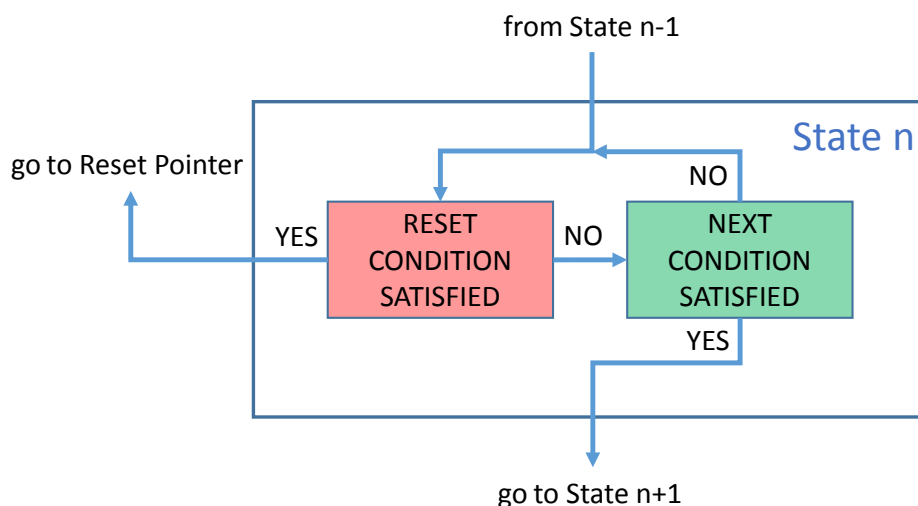 from State n-1
State n
go to Reset Pointer
NO
YES
RESET
CONDITION
SATISFIED
NO
NEXT
CONDITION
SATISFIED
YES
go to State n+1